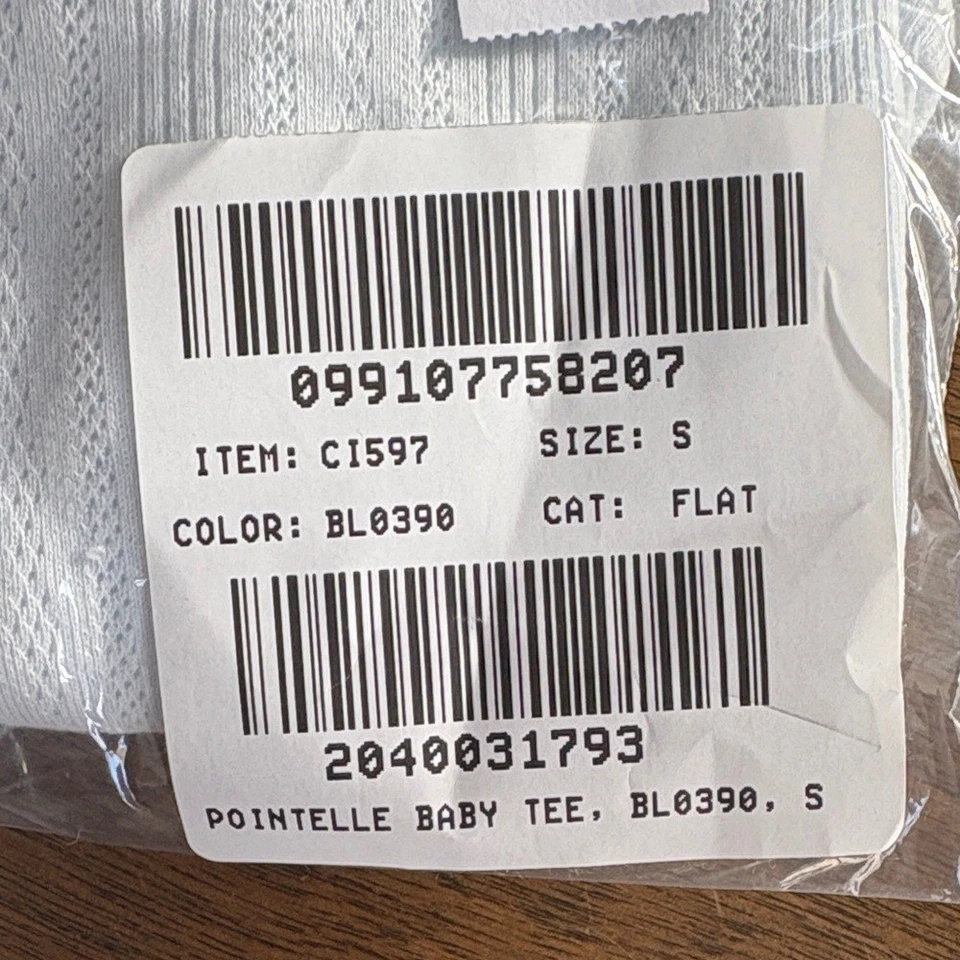 099107758207
ITEM: CI597 SIZE: S
COLOR: BL0390 CAT: FLAT
2040031793
POINTELLE BABY TEE, BL0390, S